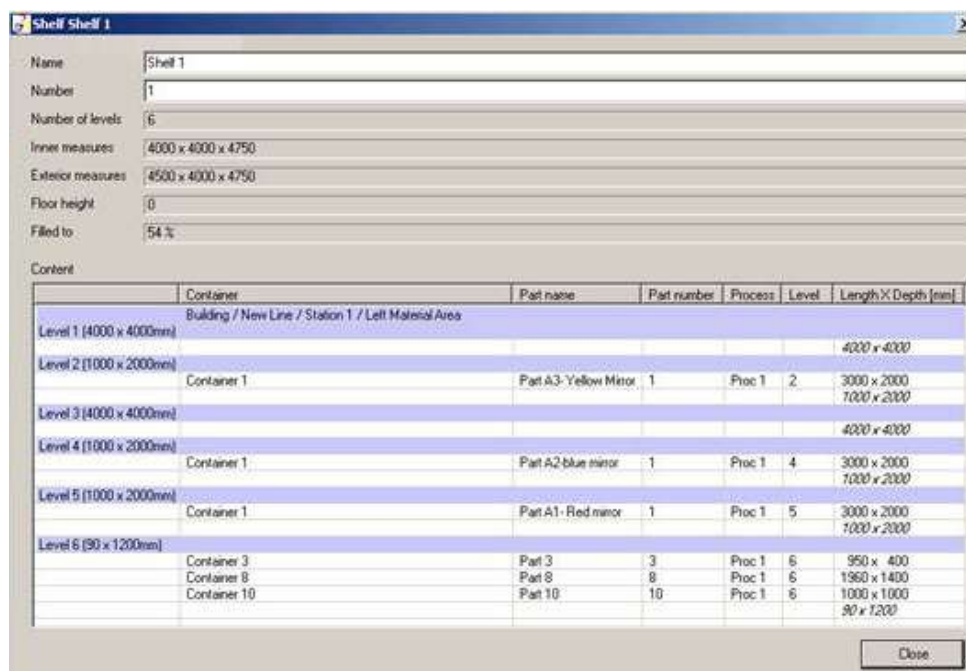 Shelf Shelf 1
Name Shelf 1
Number 1
Number of levels 6
Inner measures 4000 x 4000 x 4750
Exterior measures 4500 x 4000 x 4750
Floor height 0
Filled to 54 %
Content
Container Part name Part number Process Level Length X Depth [mm]
Building / New Line / Station 1 / Left Material Area
Level 1 (4000 x 4000mm)
4000 x 4000
Level 2 (1000 x 2000mm)
Container 1 Part A3- Yellow Mirror 1 Proc 1 2 3000 x 2000
1000 x 2000
Level 3 (4000 x 4000mm)
4000 x 4000
Level 4 (1000 x 2000mm)
Container 1 Part A2-blue mirror 1 Proc 1 4 3000 x 2000
1000 x 2000
Level 5 (1000 x 2000mm)
Container 1 Part A1- Red mirror 1 Proc 1 5 3000 x 2000
1000 x 2000
Level 6 (90 x 1200mm)
Container 3 Part 3 3 Proc 1 6 950 x 400
Container 8 Part 8 8 Proc 1 6 1960 x 1400
Container 10 Part 10 10 Proc 1 6 1000 x 1000
90 x 1200
Close